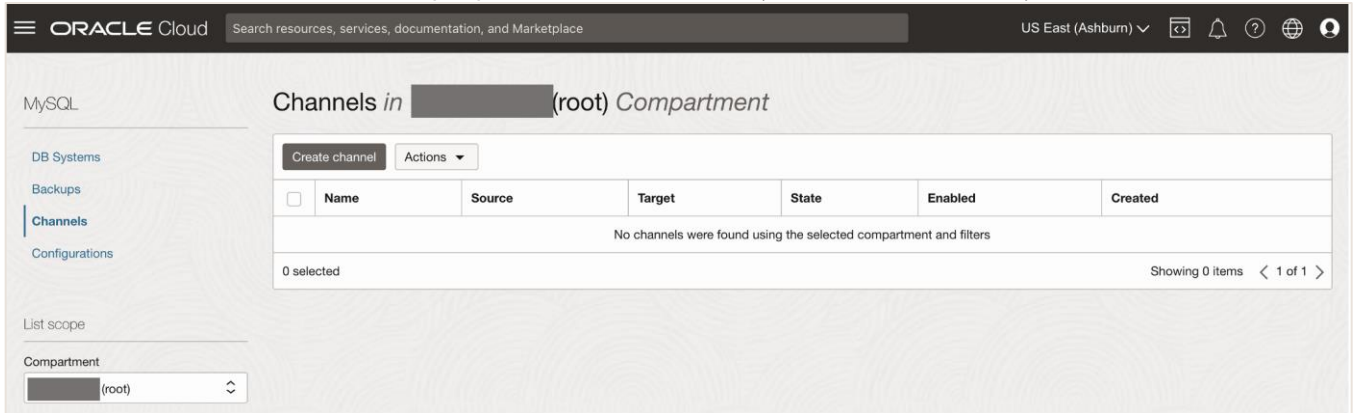 ORACLE Cloud
Search resources, services, documentation, and Marketplace
US East (Ashburn)
MySQL
DB Systems
Backups
Channels
Configurations
List scope
Compartment
(root)
Channels in (root) Compartment
Create channel Actions
Name Source Target State Enabled Created
No channels were found using the selected compartment and filters
0 selected Showing 0 items 1 of 1